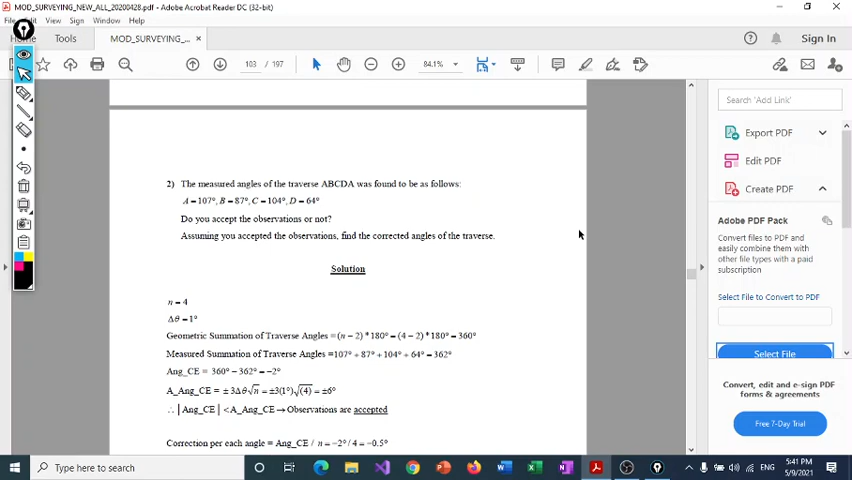 MOD_SURVEYING_NEW_ALL_20200428.pdf - Adobe Acrobat Reader DC (32-bit)
File Edit View Sign Window Help
Home Tools MOD_SURVEYING_... × Sign In
103 / 197 84.1%
2) The measured angles of the traverse ABCDA was found to be as follows:
A = 107°, B = 87°, C = 104°, D = 64°
Do you accept the observations or not?
Assuming you accepted the observations, find the corrected angles of the traverse.
Solution
n = 4
Δθ = 1°
Geometric Summation of Traverse Angles = (n − 2) * 180° = (4 − 2) * 180° = 360°
Measured Summation of Traverse Angles = 107° + 87° + 104° + 64° = 362°
Ang_CE = 360° − 362° = −2°
A_Ang_CE = ± 3Δθ√n = ±3(1°)√(4) = ±6°
∴ | Ang_CE | < A_Ang_CE → Observations are accepted
Correction per each angle = Ang_CE / n = −2° / 4 = −0.5°
Search 'Add Link'
Export PDF
Edit PDF
Create PDF
Adobe PDF Pack
Convert files to PDF and
easily combine them with
other file types with a paid
subscription
Select File to Convert to PDF
Select File
Convert, edit and e-sign PDF
forms & agreements
Free 7-Day Trial
Type here to search
ENG
5:41 PM
5/9/2021